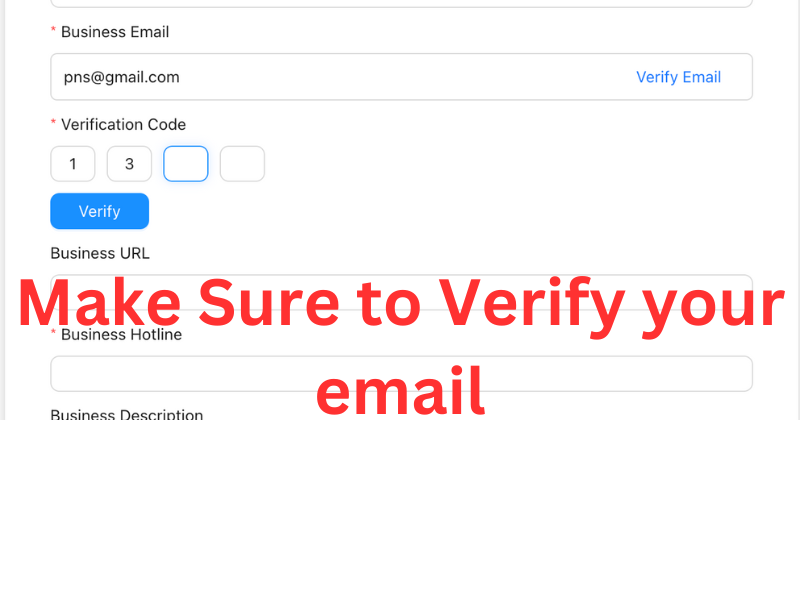 * Business Email
pns@gmail.com Verify Email
* Verification Code
1 3
Verify
Business URL
Make Sure to Verify your
* Business Hotline
email
Business Description